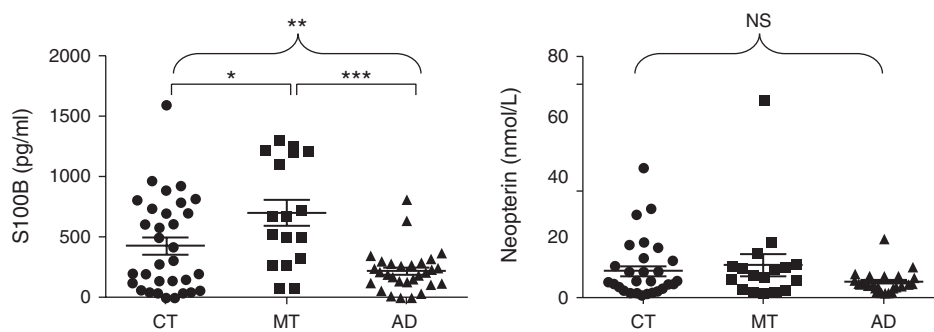 **
*
***
S100B (pg/ml)
2000
1500
1000
500
0
CT
MT
AD
NS
Neopterin (nmol/L)
80
60
40
20
0
CT
MT
AD